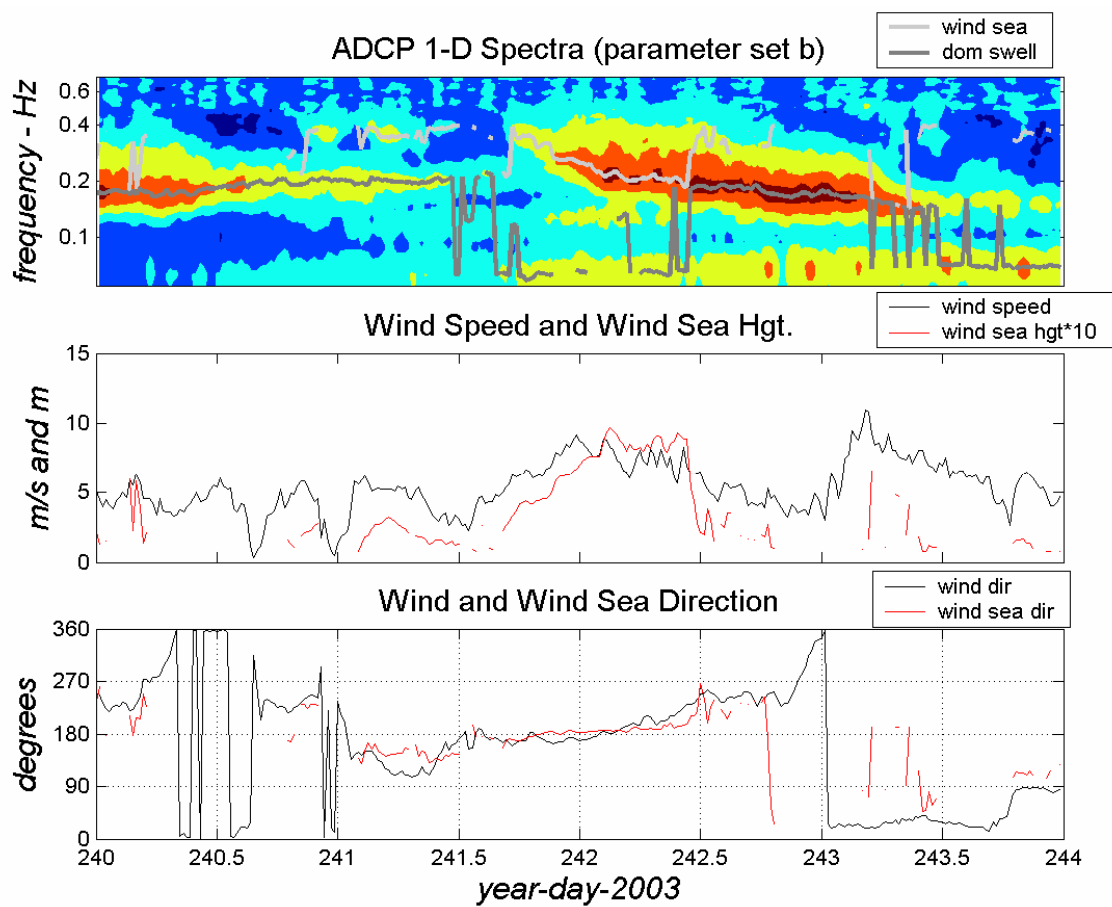 wind sea
dom swell
ADCP 1-D Spectra (parameter set b)
frequency - Hz
0.6
0.4
0.2
0.1
wind speed
wind sea hgt*10
Wind Speed and Wind Sea Hgt.
m/s and m
15
10
5
0
wind dir
wind sea dir
Wind and Wind Sea Direction
degrees
360
270
180
90
0
240 240.5 241 241.5 242 242.5 243 243.5 244
year-day-2003